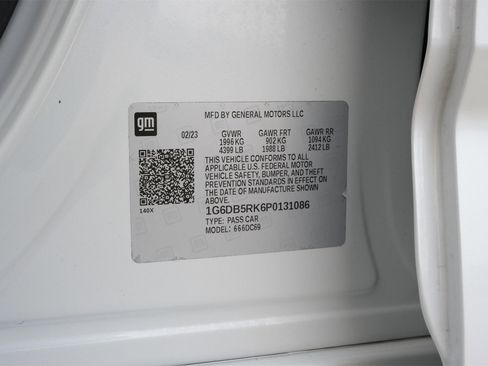 gm
MFD BY GENERAL MOTORS LLC
02/23 GVWR GAWR FRT GAWR RR
1996 KG 902 KG 1094 KG
4399 LB 1988 LB 2412 LB
THIS VEHICLE CONFORMS TO ALL
APPLICABLE U.S. FEDERAL MOTOR
VEHICLE SAFETY, BUMPER, AND THEFT
PREVENTION STANDARDS IN EFFECT ON
THE DATE OF MANUFACTURE SHOWN
ABOVE.
140X
1G6DB5RK6P0131086
TYPE: PASS CAR
MODEL: 666DC69